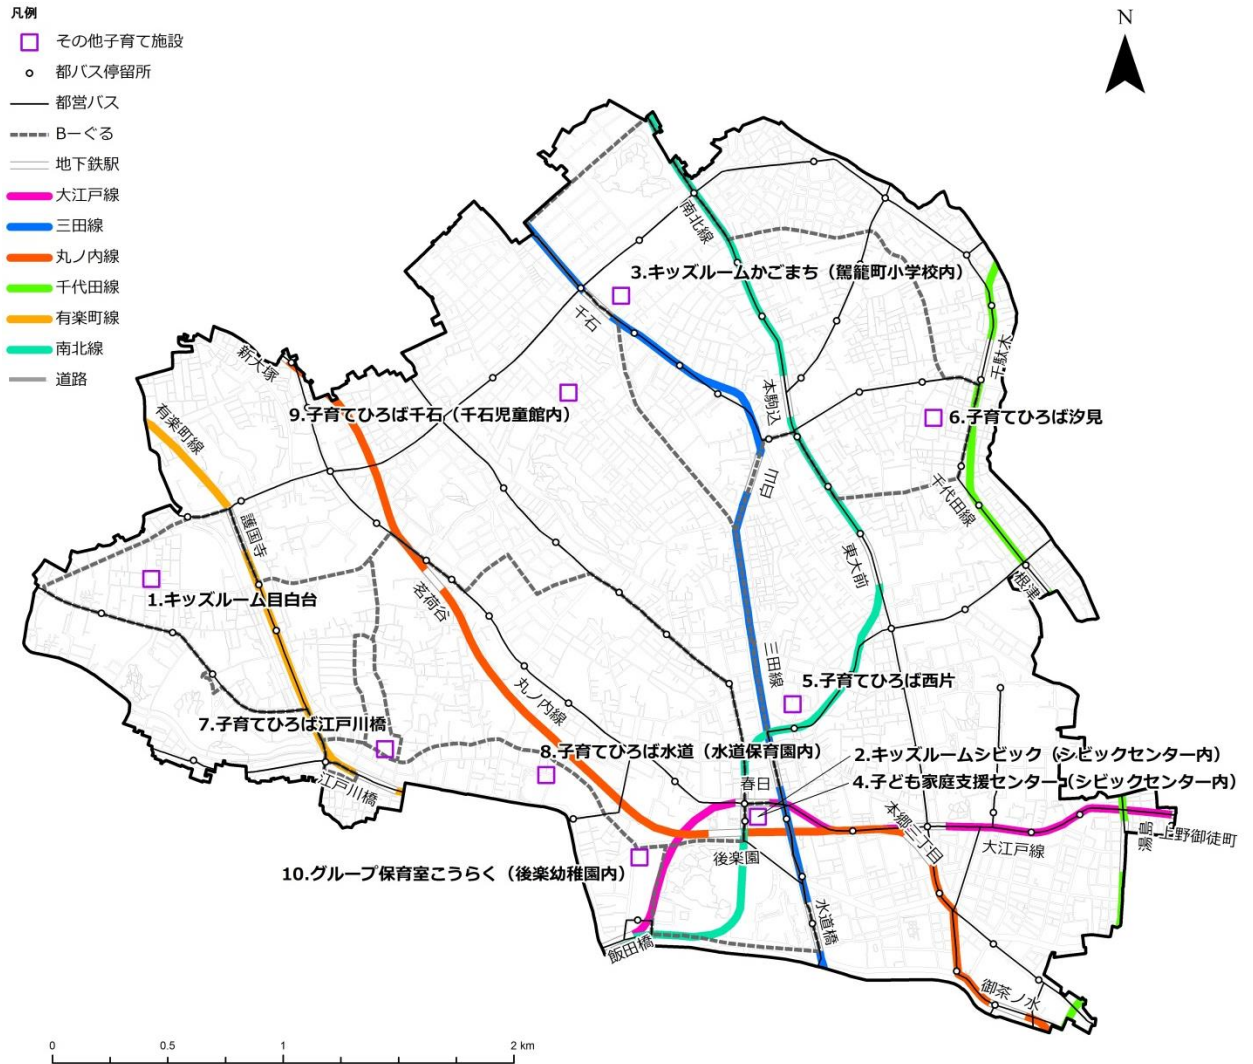 凡例
その他子育て施設
都バス停留所
都営バス
Bーぐる
地下鉄駅
大江戸線
三田線
丸ノ内線
千代田線
有楽町線
南北線
道路
N
南北線
3.キッズルームかごまち（駕籠町小学校内）
千石
新大塚
千駄木
本駒込
9.子育てひろば千石（千石児童館内）
6.子育てひろば汐見
有楽町線
白山
千代田線
護国寺
東大前
根津
茗荷谷
1.キッズルーム目白台
三田線
5.子育てひろば西片
丸ノ内線
7.子育てひろば江戸川橋
8.子育てひろば水道（水道保育園内）
2.キッズルームシビック（シビックセンター内）
4.子ども家庭支援センター（シビックセンター内）
江戸川橋
春日
本郷三丁目
湯島
上野御徒町
大江戸線
後楽園
10.グループ保育室こうらく（後楽幼稚園内）
水道橋
飯田橋
御茶ノ水
0 0.5 1 2 km